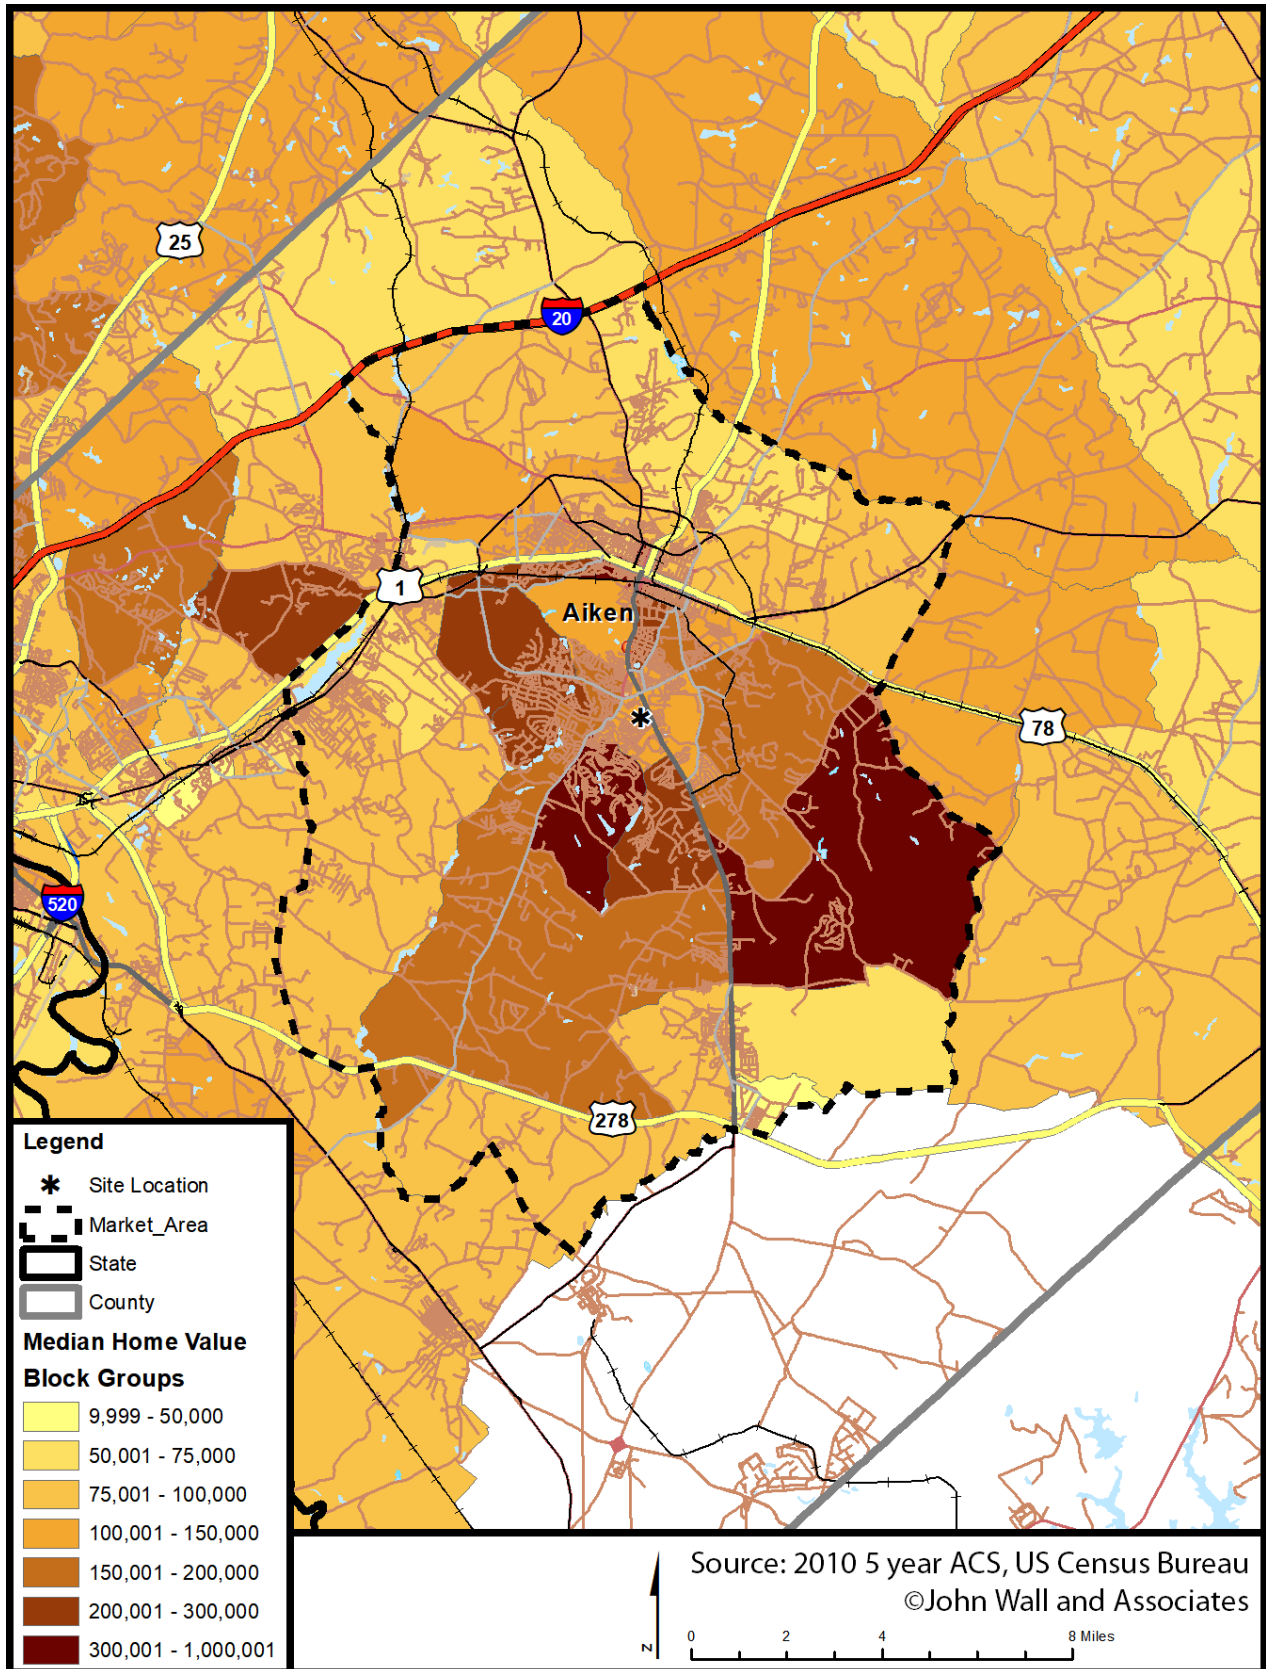 25
20
1
Aiken
78
520
278
Legend
Site Location
Market_Area
State
County
Median Home Value
Block Groups
9,999 - 50,000
50,001 - 75,000
75,001 - 100,000
100,001 - 150,000
150,001 - 200,000
200,001 - 300,000
300,001 - 1,000,001
Source: 2010 5 year ACS, US Census Bureau
©John Wall and Associates
N
0 2 4 8 Miles